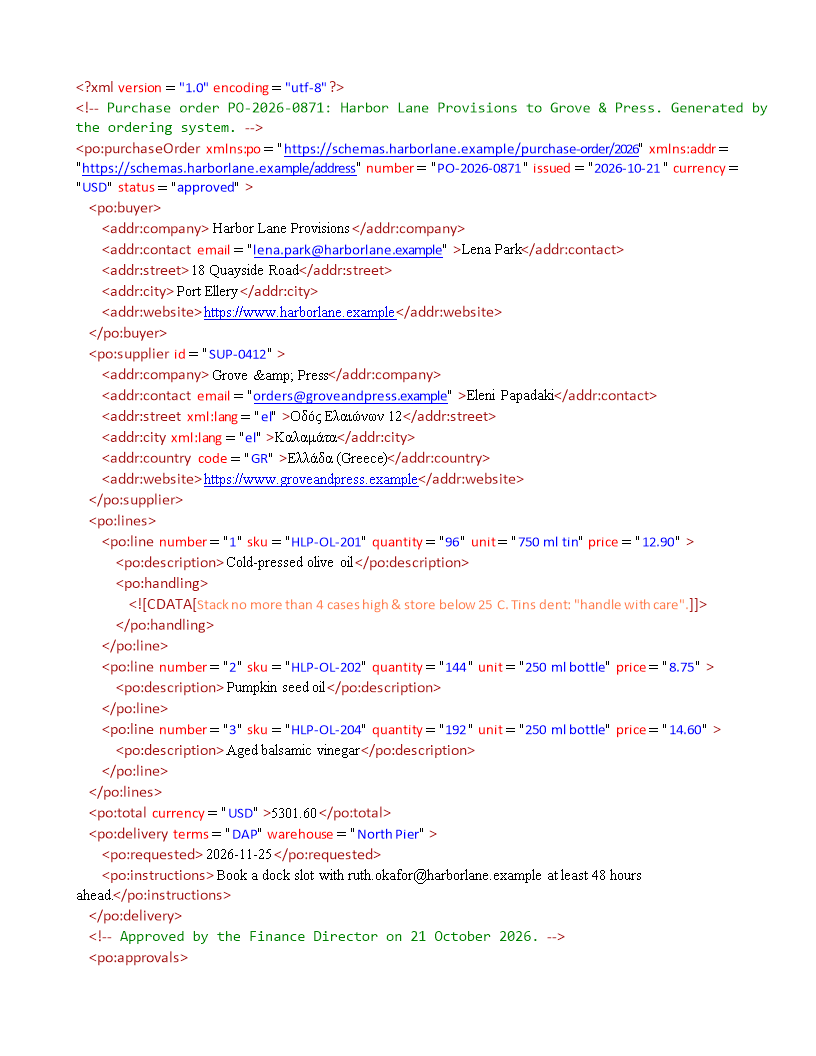 <?xml version = "1.0" encoding = "utf-8" ?>
<!-- Purchase order PO-2026-0871: Harbor Lane Provisions to Grove & Press. Generated by
the ordering system. -->
<po:purchaseOrder xmlns:po = "https://schemas.harborlane.example/purchase-order/2026" xmlns:addr =
"https://schemas.harborlane.example/address" number = "PO-2026-0871" issued = "2026-10-21" currency =
"USD" status = "approved" >
<po:buyer>
<addr:company> Harbor Lane Provisions </addr:company>
<addr:contact email = "lena.park@harborlane.example" >Lena Park</addr:contact>
<addr:street> 18 Quayside Road</addr:street>
<addr:city> Port Ellery </addr:city>
<addr:website> https://www.harborlane.example</addr:website>
</po:buyer>
<po:supplier id = "SUP-0412" >
<addr:company> Grove &amp; Press</addr:company>
<addr:contact email = "orders@groveandpress.example" >Eleni Papadaki</addr:contact>
<addr:street xml:lang = "el" >Οδός Ελαιώνων 12</addr:street>
<addr:city xml:lang = "el" >Καλαμάτα</addr:city>
<addr:country code = "GR" >Ελλάδα (Greece)</addr:country>
<addr:website> https://www.groveandpress.example</addr:website>
</po:supplier>
<po:lines>
<po:line number = "1" sku = "HLP-OL-201" quantity = "96" unit = "750 ml tin" price = "12.90" >
<po:description> Cold-pressed olive oil </po:description>
<po:handling>
<![CDATA[Stack no more than 4 cases high & store below 25 C. Tins dent: "handle with care".]]>
</po:handling>
</po:line>
<po:line number = "2" sku = "HLP-OL-202" quantity = "144" unit = "250 ml bottle" price = "8.75" >
<po:description> Pumpkin seed oil </po:description>
</po:line>
<po:line number = "3" sku = "HLP-OL-204" quantity = "192" unit = "250 ml bottle" price = "14.60" >
<po:description> Aged balsamic vinegar</po:description>
</po:line>
</po:lines>
<po:total currency = "USD" >5301.60 </po:total>
<po:delivery terms = "DAP" warehouse = "North Pier" >
<po:requested> 2026-11-25 </po:requested>
<po:instructions> Book a dock slot with ruth.okafor@harborlane.example at least 48 hours
ahead.</po:instructions>
</po:delivery>
<!-- Approved by the Finance Director on 21 October 2026. -->
<po:approvals>